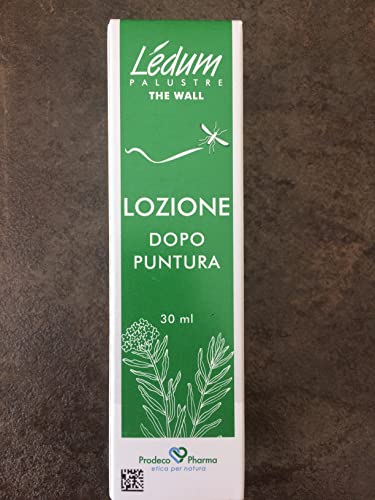 Lédum
PALUSTRE
THE WALL
LOZIONE
DOPO
PUNTURA
30 ml
Prodeco Pharma
etica per natura